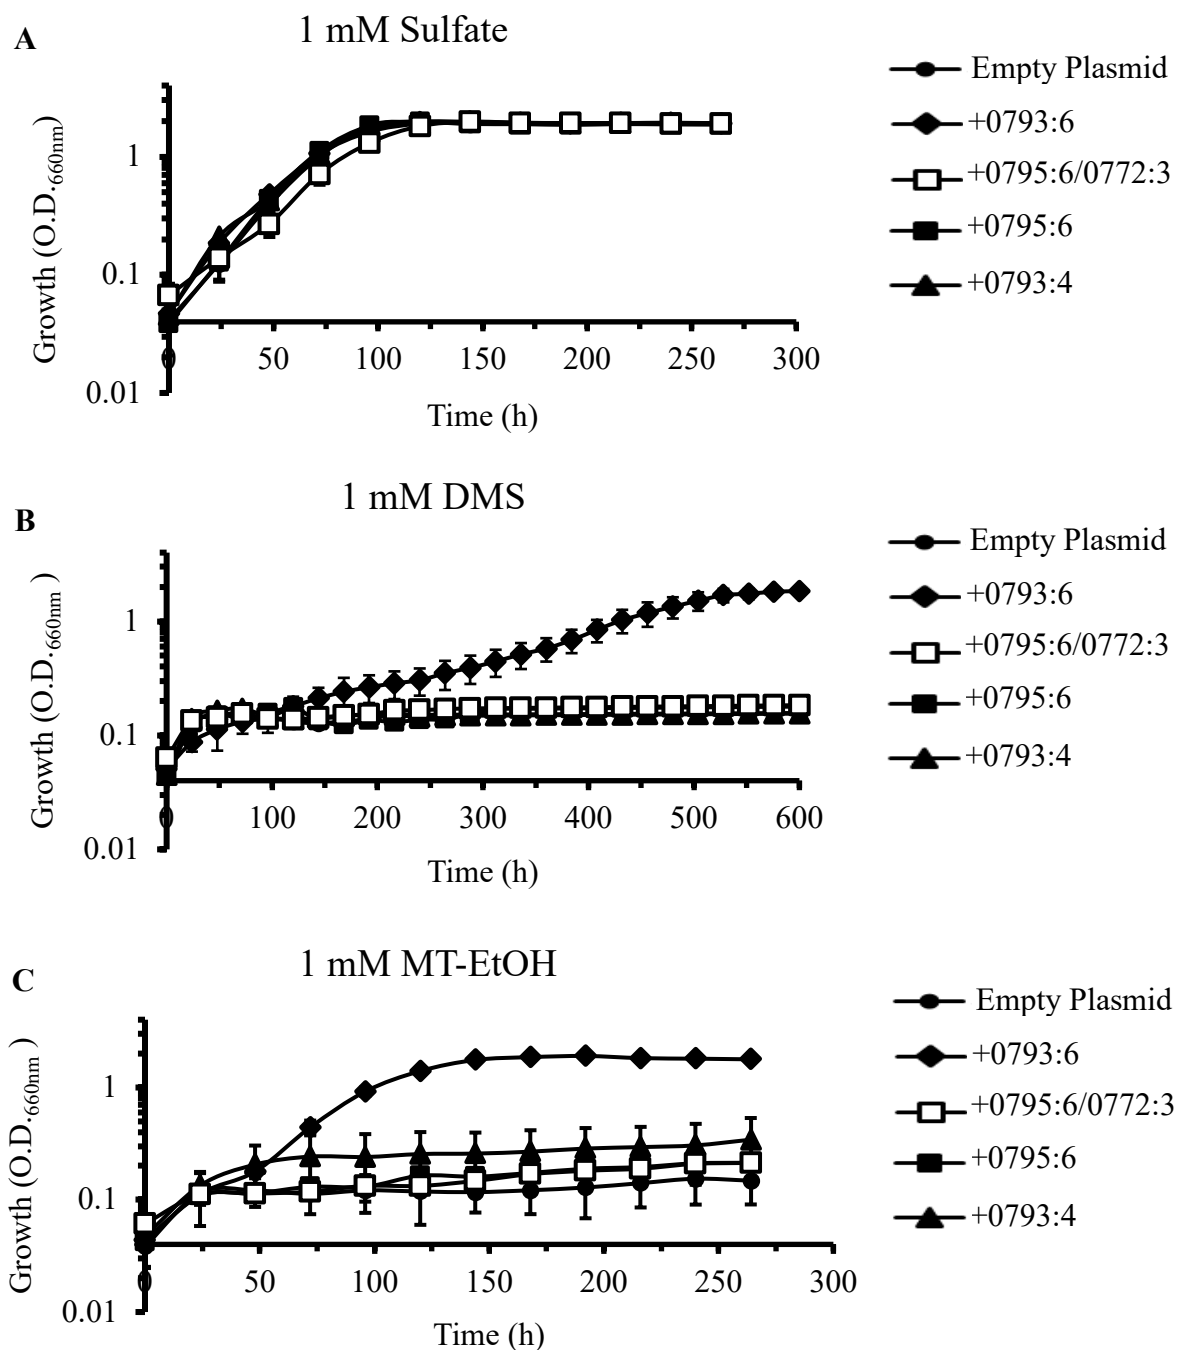 A
1 mM Sulfate
Growth (O.D.660nm)
1
0.1
0.01
0
50
100
150
200
250
300
Time (h)
Empty Plasmid
+0793:6
+0795:6/0772:3
+0795:6
+0793:4
B
1 mM DMS
Growth (O.D.660nm )
1
0.1
0.01
0
100
200
300
400
500
600
Time (h)
Empty Plasmid
+0793:6
+0795:6/0772:3
+0795:6
+0793:4
C
1 mM MT-EtOH
Growth (O.D.660nm )
1
0.1
0.01
0
50
100
150
200
250
300
Time (h)
Empty Plasmid
+0793:6
+0795:6/0772:3
+0795:6
+0793:4